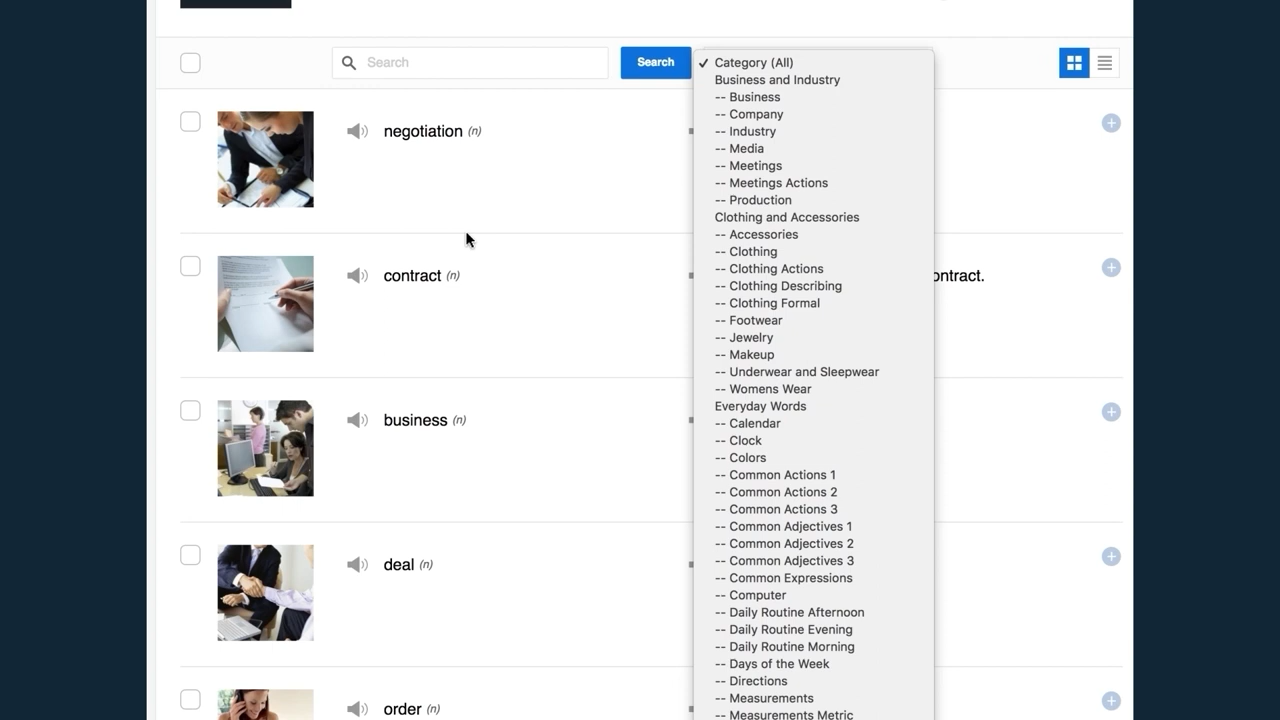 Search
Search
✓ Category (All)
Business and Industry
-- Business
-- Company
-- Industry
-- Media
-- Meetings
-- Meetings Actions
-- Production
Clothing and Accessories
-- Accessories
-- Clothing
-- Clothing Actions
-- Clothing Describing
-- Clothing Formal
-- Footwear
-- Jewelry
-- Makeup
-- Underwear and Sleepwear
-- Womens Wear
Everyday Words
-- Calendar
-- Clock
-- Colors
-- Common Actions 1
-- Common Actions 2
-- Common Actions 3
-- Common Adjectives 1
-- Common Adjectives 2
-- Common Adjectives 3
-- Common Expressions
-- Computer
-- Daily Routine Afternoon
-- Daily Routine Evening
-- Daily Routine Morning
-- Days of the Week
-- Directions
-- Measurements
-- Measurements Metric
negotiation (n)
contract (n)
ontract.
business (n)
deal (n)
order (n)